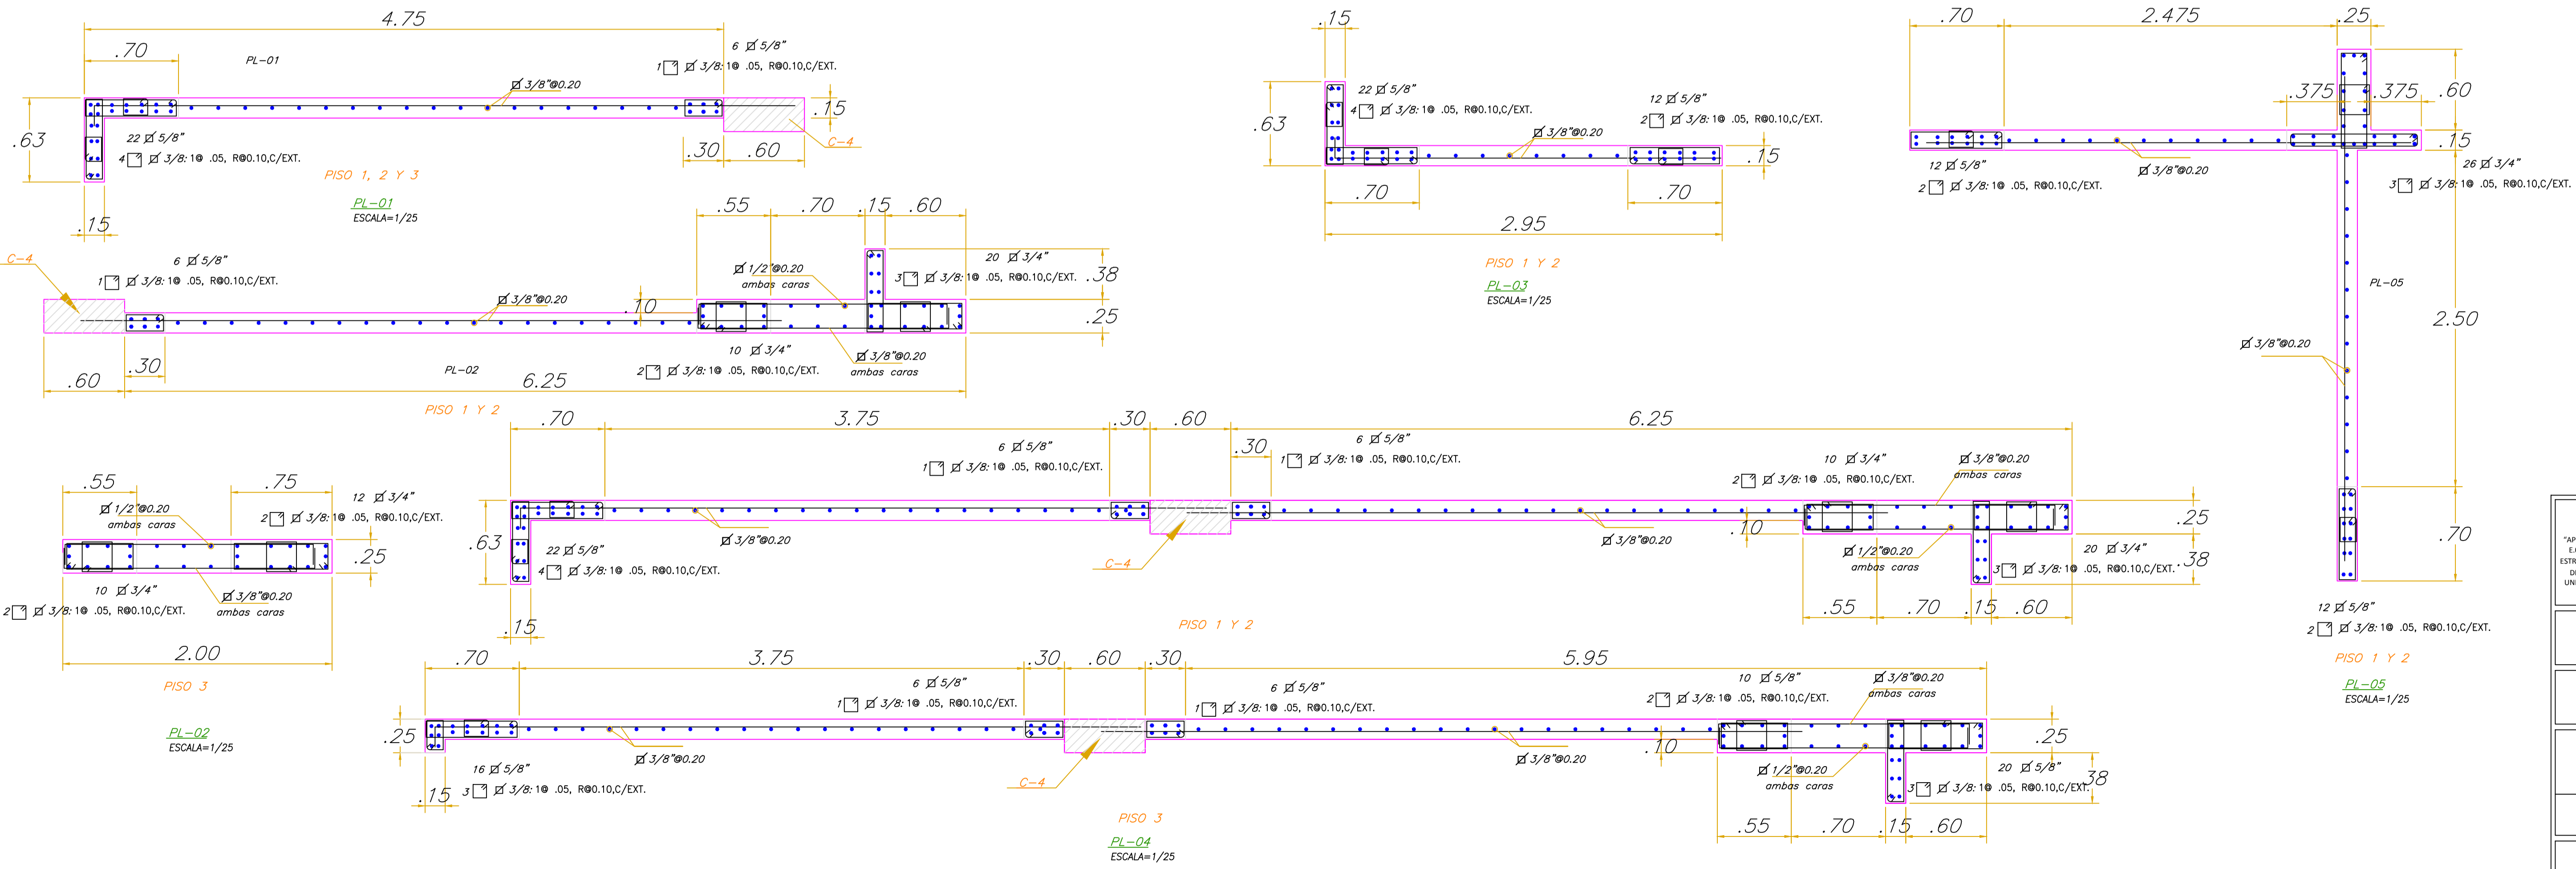 4.75
.70
PL-01
6 ⌀ 5/8"
1 ⌀ 3/8: 1@ .05, R@0.10,C/EXT.
⌀ 3/8"@0.20
.15
.63
22 ⌀ 5/8"
4 ⌀ 3/8: 1@ .05, R@0.10,C/EXT.
.30
.60
C-4
PISO 1, 2 Y 3
PL-01
ESCALA=1/25
.15
.15
.63
22 ⌀ 5/8"
4 ⌀ 3/8: 1@ .05, R@0.10,C/EXT.
12 ⌀ 5/8"
2 ⌀ 3/8: 1@ .05, R@0.10,C/EXT.
⌀ 3/8"@0.20
.15
.70
.70
2.95
PISO 1 Y 2
PL-03
ESCALA=1/25
.70
2.475
.25
.375
.375
.60
.15
12 ⌀ 5/8"
2 ⌀ 3/8: 1@ .05, R@0.10,C/EXT.
⌀ 3/8"@0.20
26 ⌀ 3/4"
3 ⌀ 3/8: 1@ .05, R@0.10,C/EXT.
PL-05
2.50
⌀ 3/8"@0.20
.70
12 ⌀ 5/8"
2 ⌀ 3/8: 1@ .05, R@0.10,C/EXT.
PISO 1 Y 2
PL-05
ESCALA=1/25
C-4
6 ⌀ 5/8"
1 ⌀ 3/8: 1@ .05, R@0.10,C/EXT.
⌀ 3/8"@0.20
.55
.70
.15
.60
⌀ 1/2"@0.20
ambas caras
20 ⌀ 3/4"
3 ⌀ 3/8: 1@ .05, R@0.10,C/EXT.
.38
.10
.25
10 ⌀ 3/4"
2 ⌀ 3/8: 1@ .05, R@0.10,C/EXT.
⌀ 3/8"@0.20
ambas caras
.60
.30
PL-02
6.25
PISO 1 Y 2
.55
.75
⌀ 1/2"@0.20
ambas caras
12 ⌀ 3/4"
2 ⌀ 3/8: 1@ .05, R@0.10,C/EXT.
.25
10 ⌀ 3/4"
2 ⌀ 3/8: 1@ .05, R@0.10,C/EXT.
⌀ 3/8"@0.20
ambas caras
2.00
PISO 3
PL-02
ESCALA=1/25
.70
3.75
.30
.60
6.25
6 ⌀ 5/8"
1 ⌀ 3/8: 1@ .05, R@0.10,C/EXT.
.30
6 ⌀ 5/8"
1 ⌀ 3/8: 1@ .05, R@0.10,C/EXT.
10 ⌀ 3/4"
2 ⌀ 3/8: 1@ .05, R@0.10,C/EXT.
⌀ 3/8"@0.20
ambas caras
.63
22 ⌀ 5/8"
4 ⌀ 3/8: 1@ .05, R@0.10,C/EXT.
⌀ 3/8"@0.20
C-4
⌀ 3/8"@0.20
.10
⌀ 1/2"@0.20
ambas caras
20 ⌀ 3/4"
3 ⌀ 3/8: 1@ .05, R@0.10,C/EXT.
.25
.38
.15
.55
.70
.15
.60
PISO 1 Y 2
.70
3.75
.30
.60
.30
5.95
6 ⌀ 5/8"
1 ⌀ 3/8: 1@ .05, R@0.10,C/EXT.
6 ⌀ 5/8"
1 ⌀ 3/8: 1@ .05, R@0.10,C/EXT.
10 ⌀ 5/8"
2 ⌀ 3/8: 1@ .05, R@0.10,C/EXT.
⌀ 3/8"@0.20
ambas caras
.25
16 ⌀ 5/8"
3 ⌀ 3/8: 1@ .05, R@0.10,C/EXT.
⌀ 3/8"@0.20
C-4
⌀ 3/8"@0.20
.10
⌀ 1/2"@0.20
ambas caras
20 ⌀ 5/8"
3 ⌀ 3/8: 1@ .05, R@0.10,C/EXT.
.25
.38
.15
.55
.70
.15
.60
PISO 3
PL-04
ESCALA=1/25